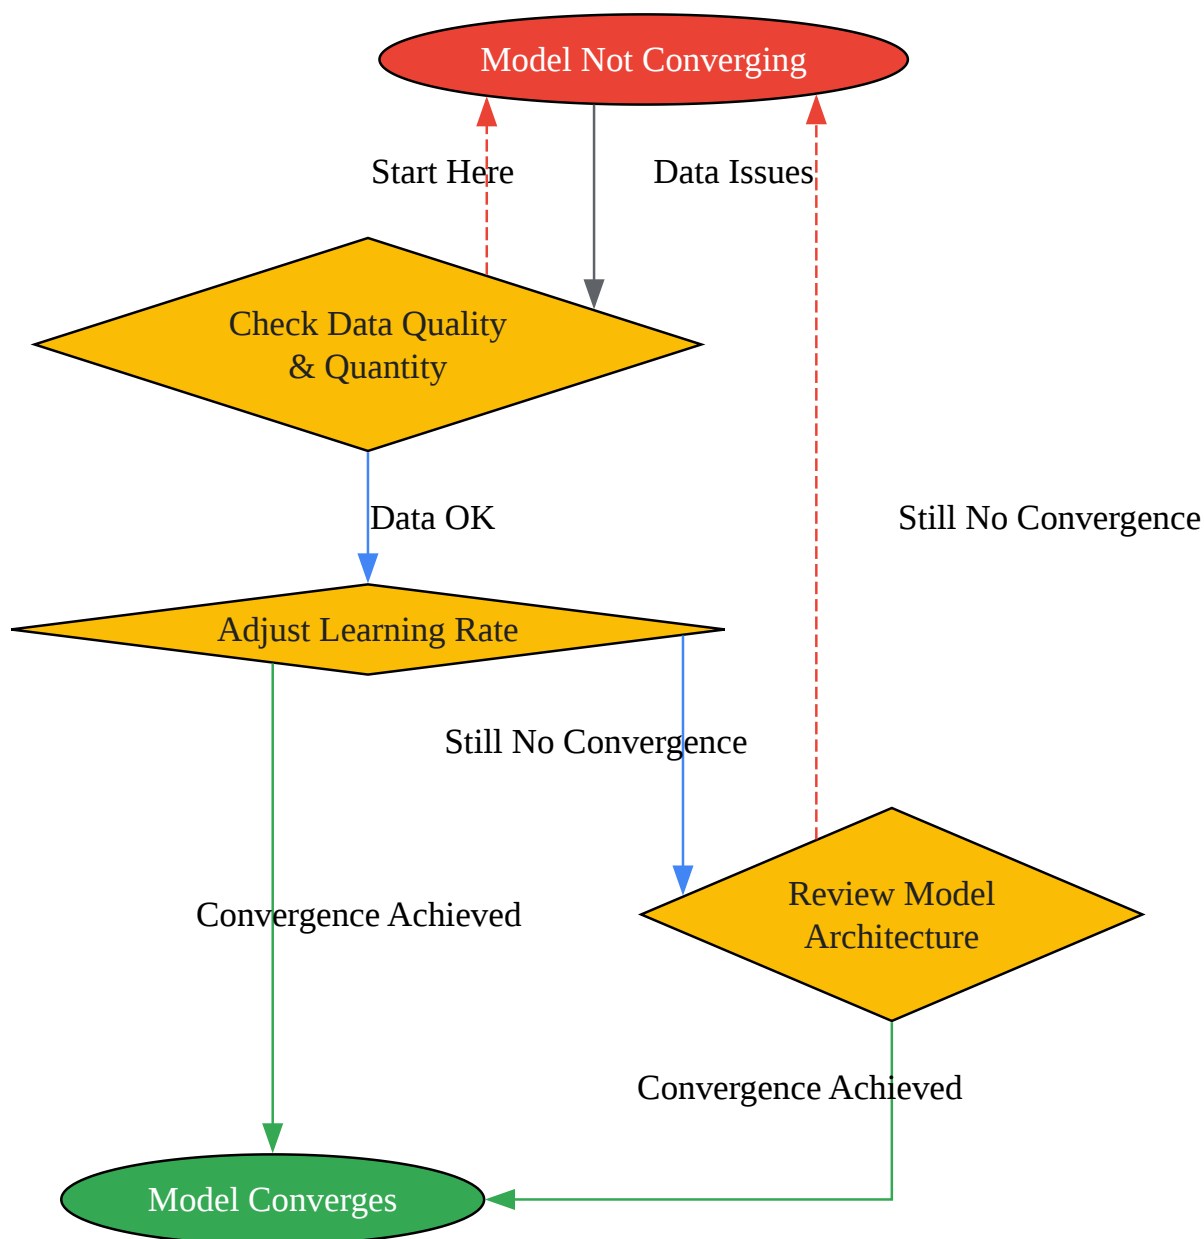 Model Not Converging
Start Here
Data Issues
Check Data Quality
& Quantity
Data OK
Still No Convergence
Adjust Learning Rate
Still No Convergence
Review Model
Architecture
Convergence Achieved
Convergence Achieved
Model Converges